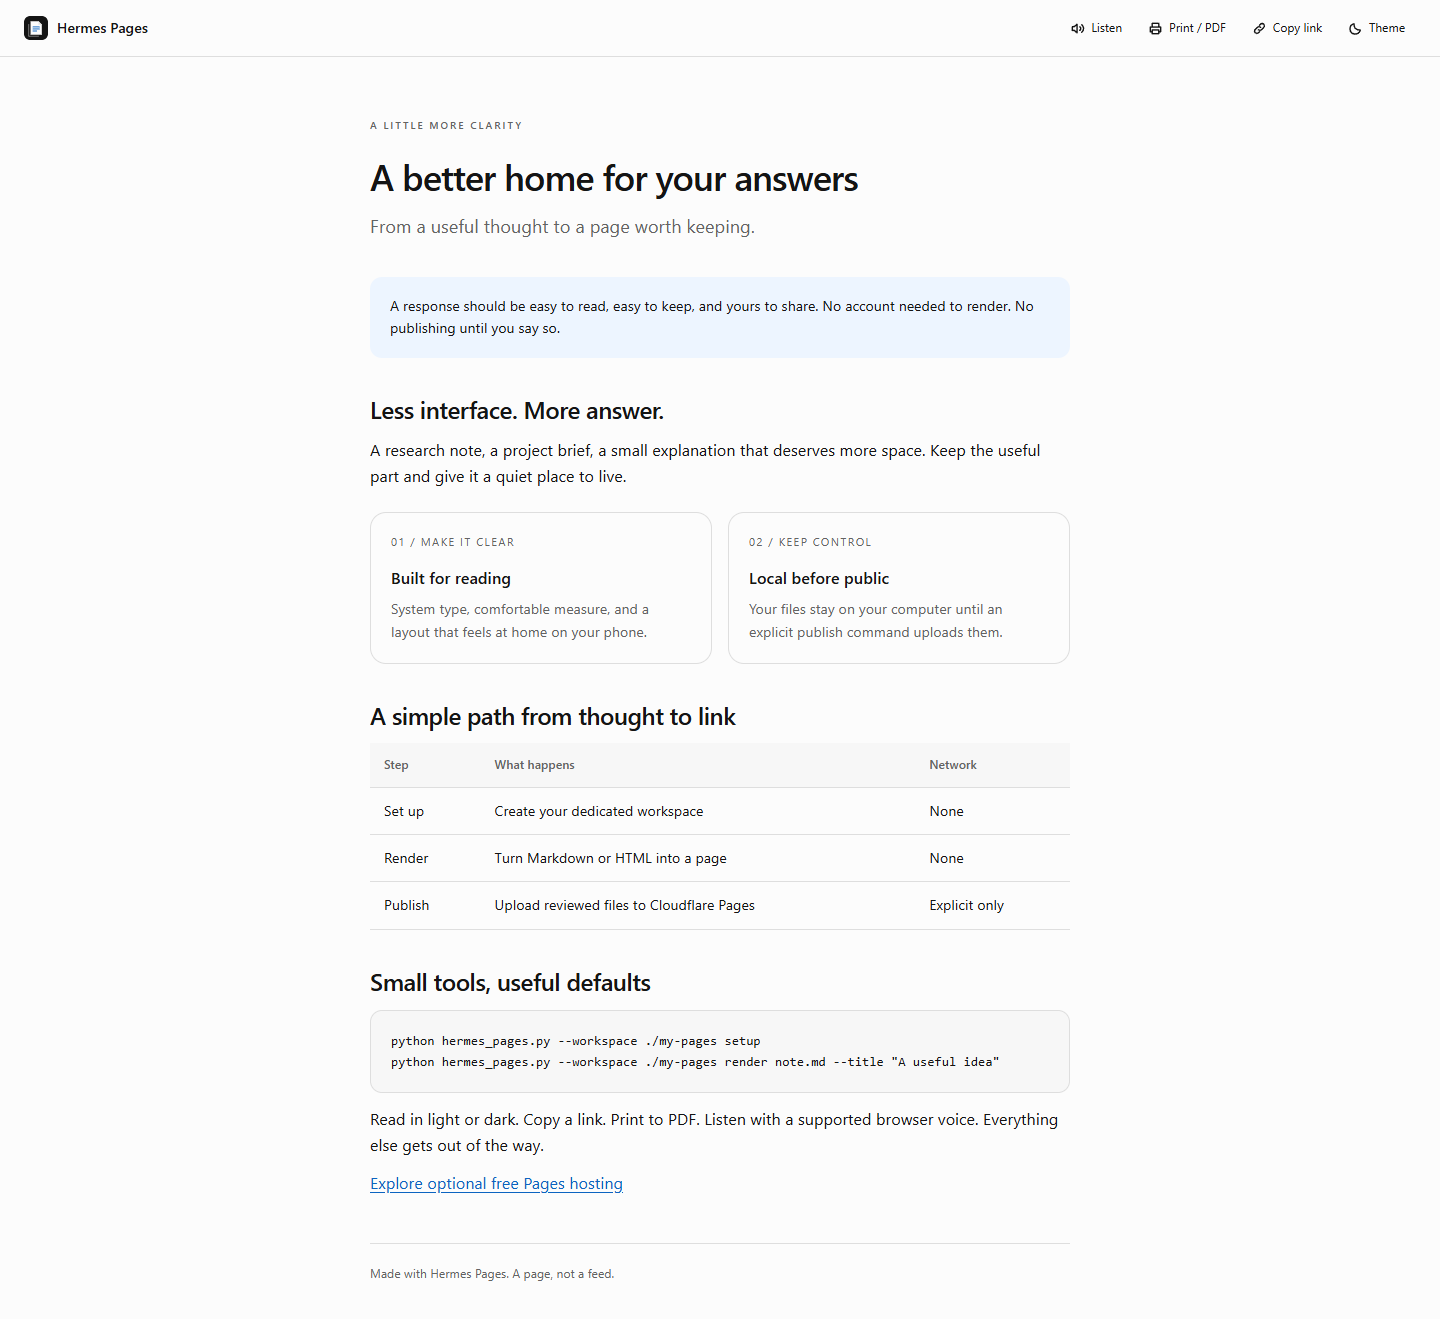 Hermes Pages
Listen
Print / PDF
Copy link
Theme
A LITTLE MORE CLARITY
A better home for your answers
From a useful thought to a page worth keeping.
A response should be easy to read, easy to keep, and yours to share. No account needed to render. No
publishing until you say so.
Less interface. More answer.
A research note, a project brief, a small explanation that deserves more space. Keep the useful
part and give it a quiet place to live.
01 / MAKE IT CLEAR
Built for reading
System type, comfortable measure, and a
layout that feels at home on your phone.
02 / KEEP CONTROL
Local before public
Your files stay on your computer until an
explicit publish command uploads them.
A simple path from thought to link
Step What happens Network
Set up Create your dedicated workspace None
Render Turn Markdown or HTML into a page None
Publish Upload reviewed files to Cloudflare Pages Explicit only
Small tools, useful defaults
python hermes_pages.py --workspace ./my-pages setup
python hermes_pages.py --workspace ./my-pages render note.md --title "A useful idea"
Read in light or dark. Copy a link. Print to PDF. Listen with a supported browser voice. Everything
else gets out of the way.
Explore optional free Pages hosting
Made with Hermes Pages. A page, not a feed.